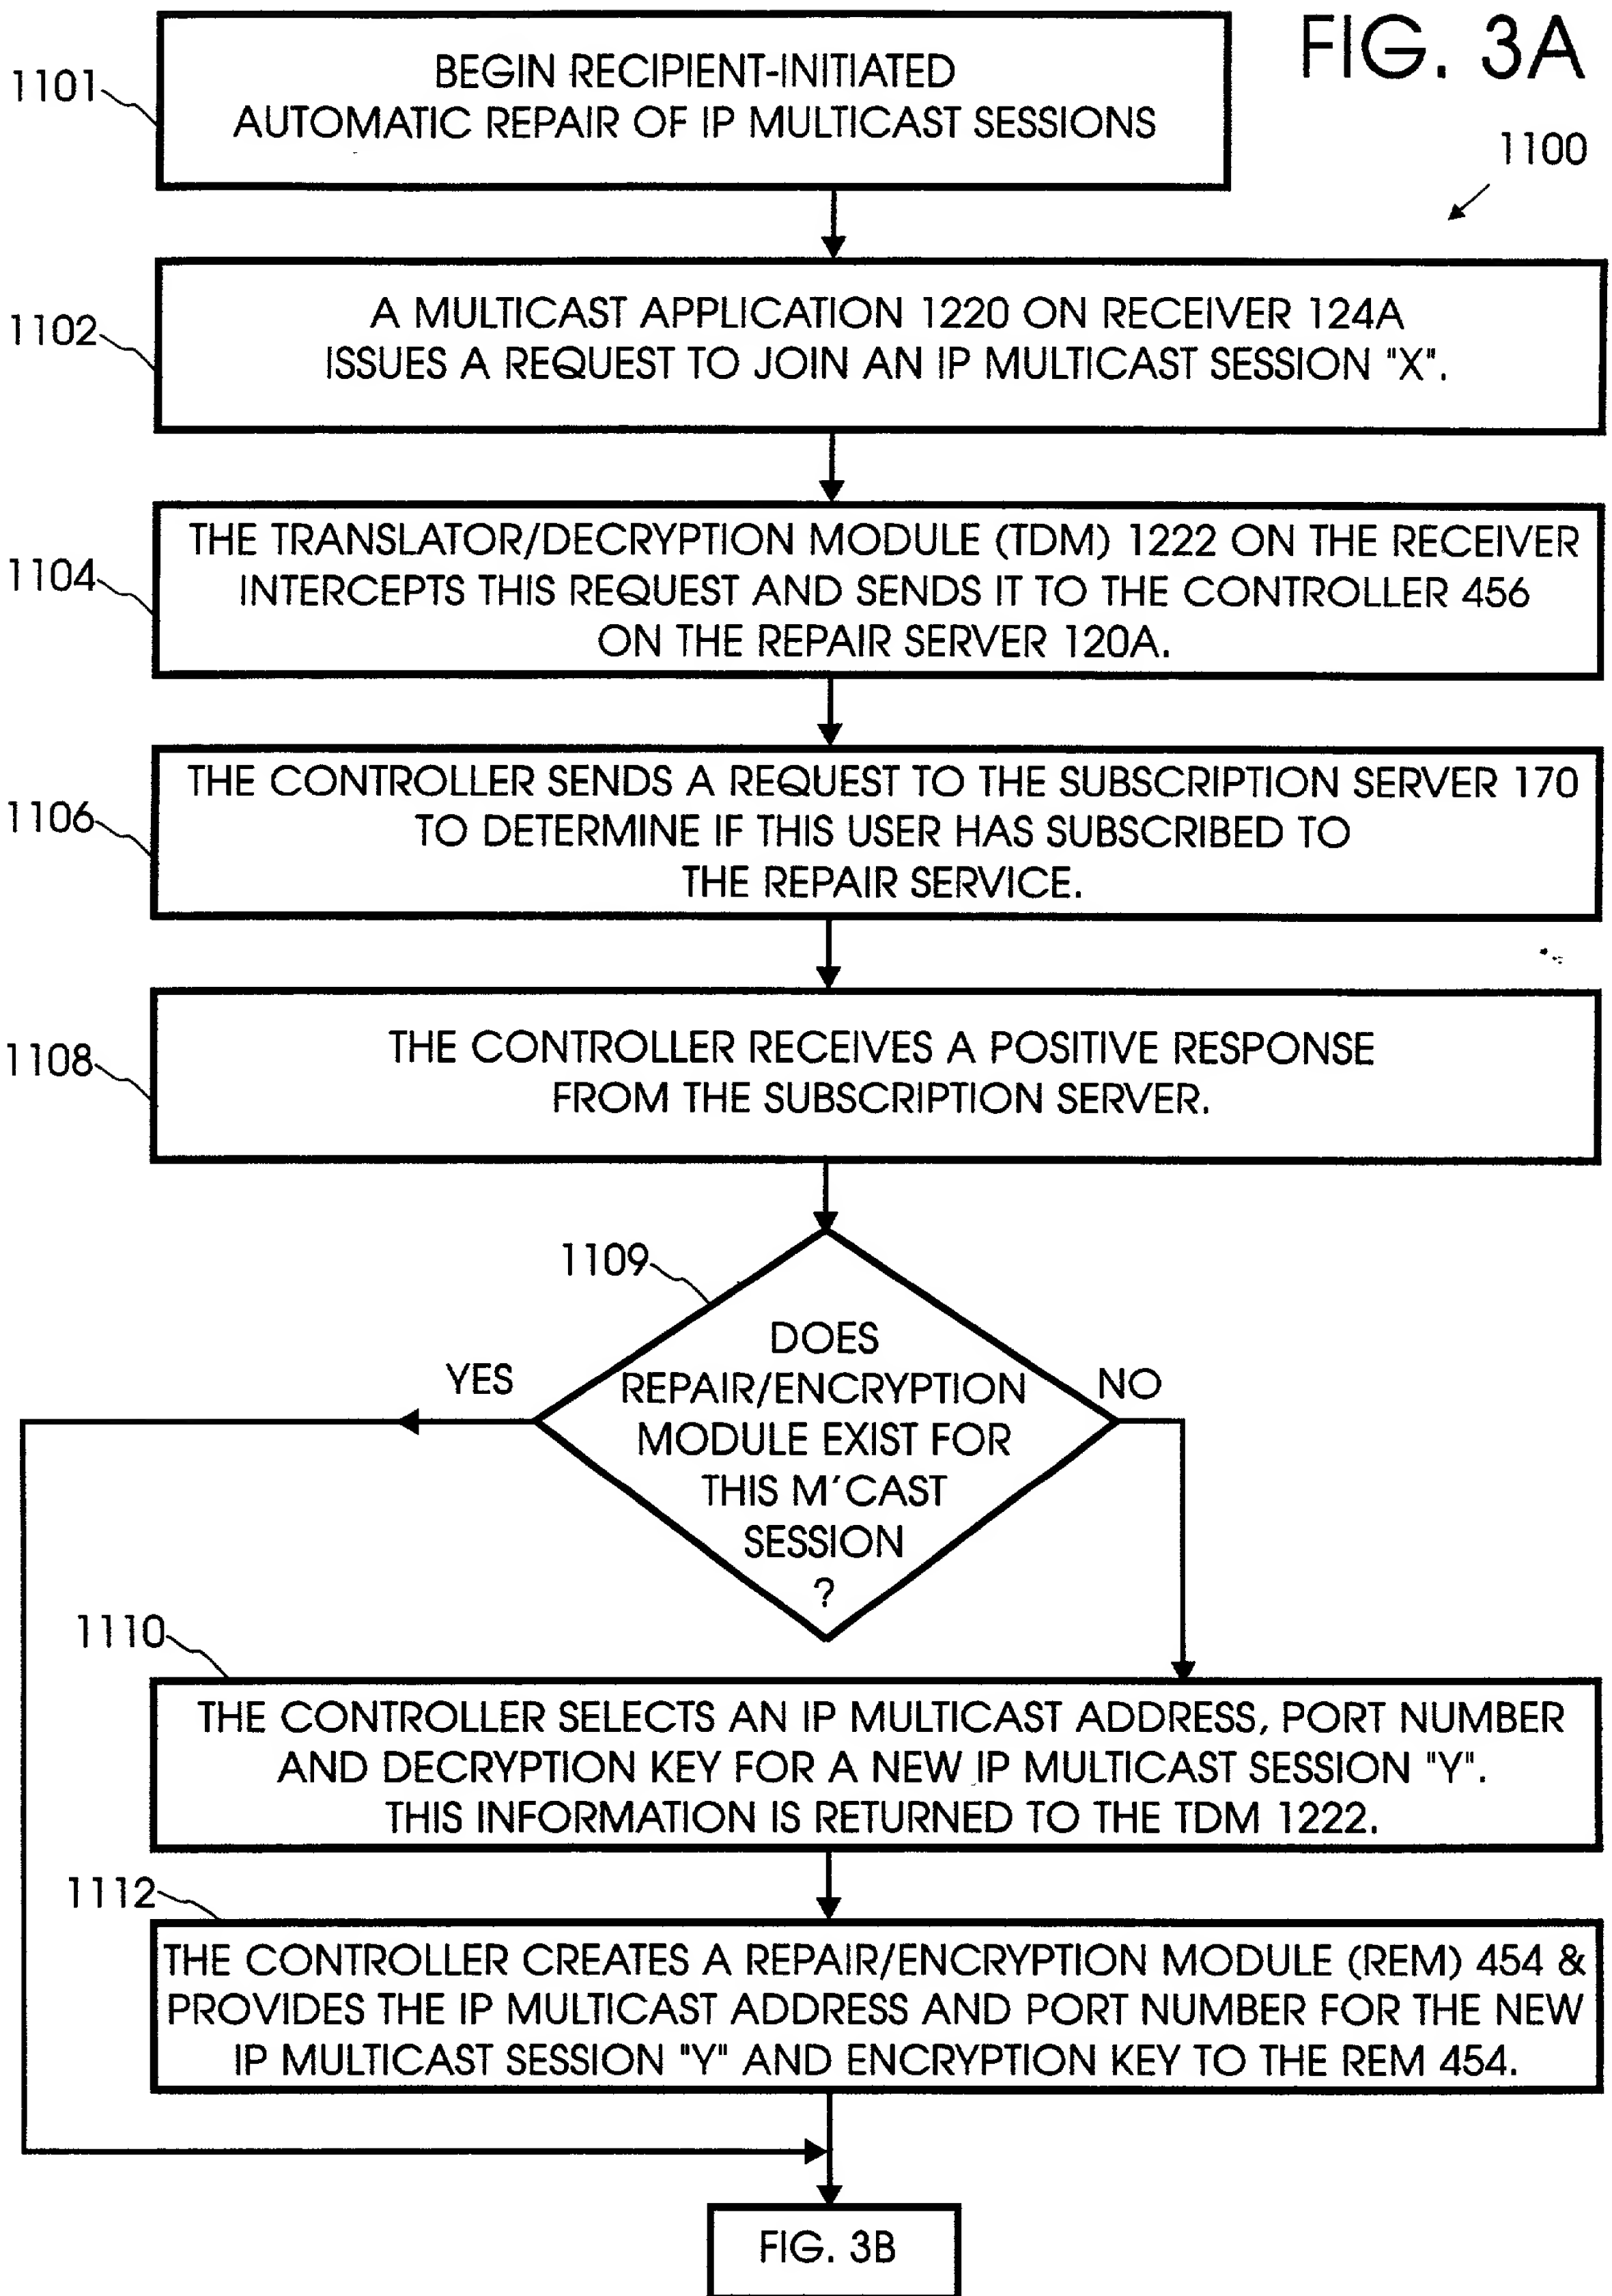 FIG. 3A
1100
1101
BEGIN RECIPIENT-INITIATED
AUTOMATIC REPAIR OF IP MULTICAST SESSIONS
1102
A MULTICAST APPLICATION 1220 ON RECEIVER 124A
ISSUES A REQUEST TO JOIN AN IP MULTICAST SESSION "X".
1104
THE TRANSLATOR/DECRYPTION MODULE (TDM) 1222 ON THE RECEIVER
INTERCEPTS THIS REQUEST AND SENDS IT TO THE CONTROLLER 456
ON THE REPAIR SERVER 120A.
1106
THE CONTROLLER SENDS A REQUEST TO THE SUBSCRIPTION SERVER 170
TO DETERMINE IF THIS USER HAS SUBSCRIBED TO
THE REPAIR SERVICE.
1108
THE CONTROLLER RECEIVES A POSITIVE RESPONSE
FROM THE SUBSCRIPTION SERVER.
1109
DOES
REPAIR/ENCRYPTION
MODULE EXIST FOR
THIS M'CAST
SESSION
?
YES
NO
1110
THE CONTROLLER SELECTS AN IP MULTICAST ADDRESS, PORT NUMBER
AND DECRYPTION KEY FOR A NEW IP MULTICAST SESSION "Y".
THIS INFORMATION IS RETURNED TO THE TDM 1222.
1112
THE CONTROLLER CREATES A REPAIR/ENCRYPTION MODULE (REM) 454 &
PROVIDES THE IP MULTICAST ADDRESS AND PORT NUMBER FOR THE NEW
IP MULTICAST SESSION "Y" AND ENCRYPTION KEY TO THE REM 454.
FIG. 3B